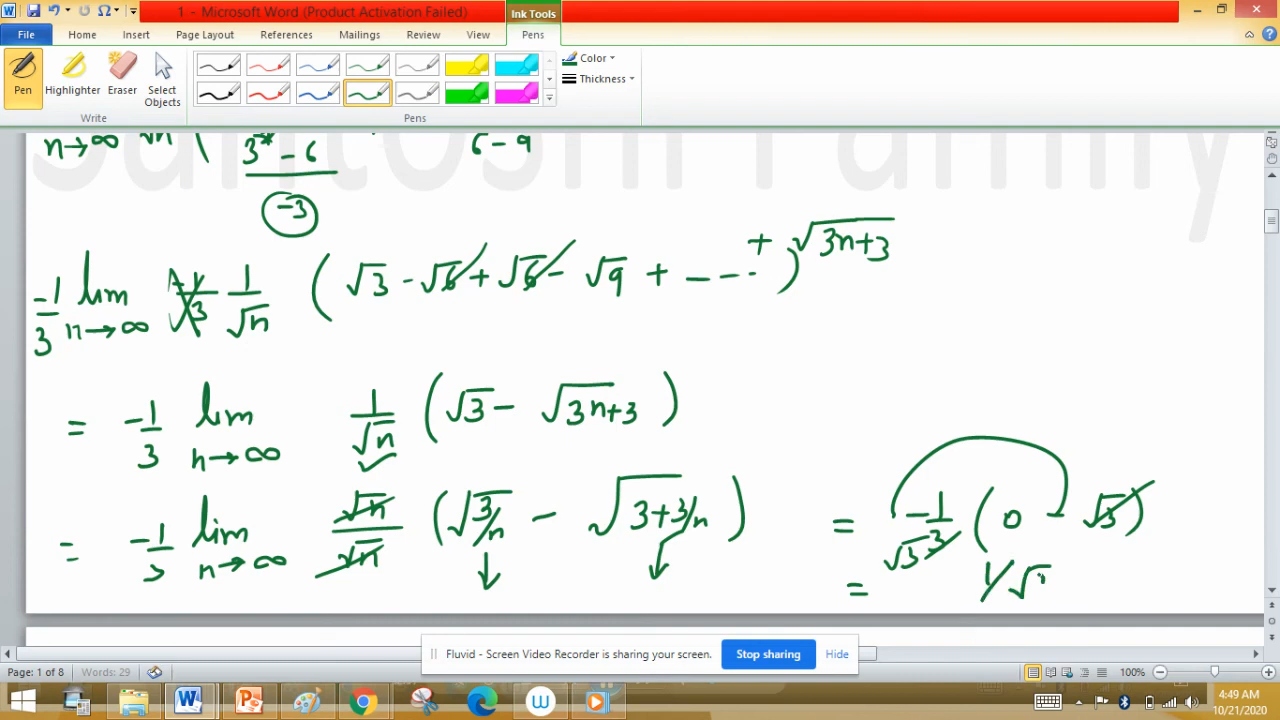 1 - Microsoft Word (Product Activation Failed)
Ink Tools
File Home Insert Page Layout References Mailings Review View Pens
Pen Highlighter Eraser Select Objects
Color
Thickness
Write Pens
n→∞ √n ( 3 - 6 6 - 9
-3
-1/3 lim n→∞ 1/√n (√3 - √6 + √6 - √9 + ----- + √3n+3)
= -1/3 lim n→∞ 1/√n (√3 - √3n+3)
= -1/3 lim n→∞ √n/√n (√3/n - √3+3/n) = -1/√3 3 (0 - √3)
= 1/√
Fluvid - Screen Video Recorder is sharing your screen. Stop sharing Hide
Page: 1 of 8 Words: 29 100%
4:49 AM
10/21/2020